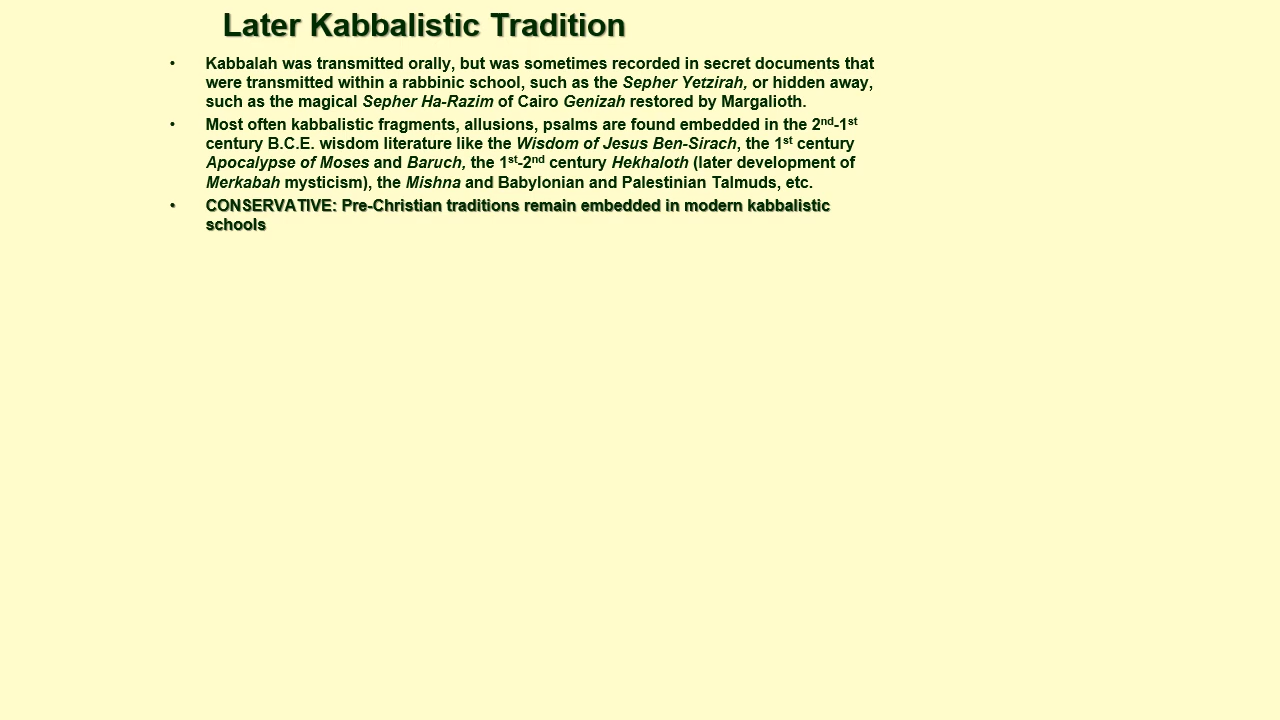 Later Kabbalistic Tradition
• Kabbalah was transmitted orally, but was sometimes recorded in secret documents that
were transmitted within a rabbinic school, such as the Sepher Yetzirah, or hidden away,
such as the magical Sepher Ha-Razim of Cairo Genizah restored by Margalioth.
• Most often kabbalistic fragments, allusions, psalms are found embedded in the 2nd-1st
century B.C.E. wisdom literature like the Wisdom of Jesus Ben-Sirach, the 1st century
Apocalypse of Moses and Baruch, the 1st-2nd century Hekhaloth (later development of
Merkabah mysticism), the Mishna and Babylonian and Palestinian Talmuds, etc.
• CONSERVATIVE: Pre-Christian traditions remain embedded in modern kabbalistic
schools